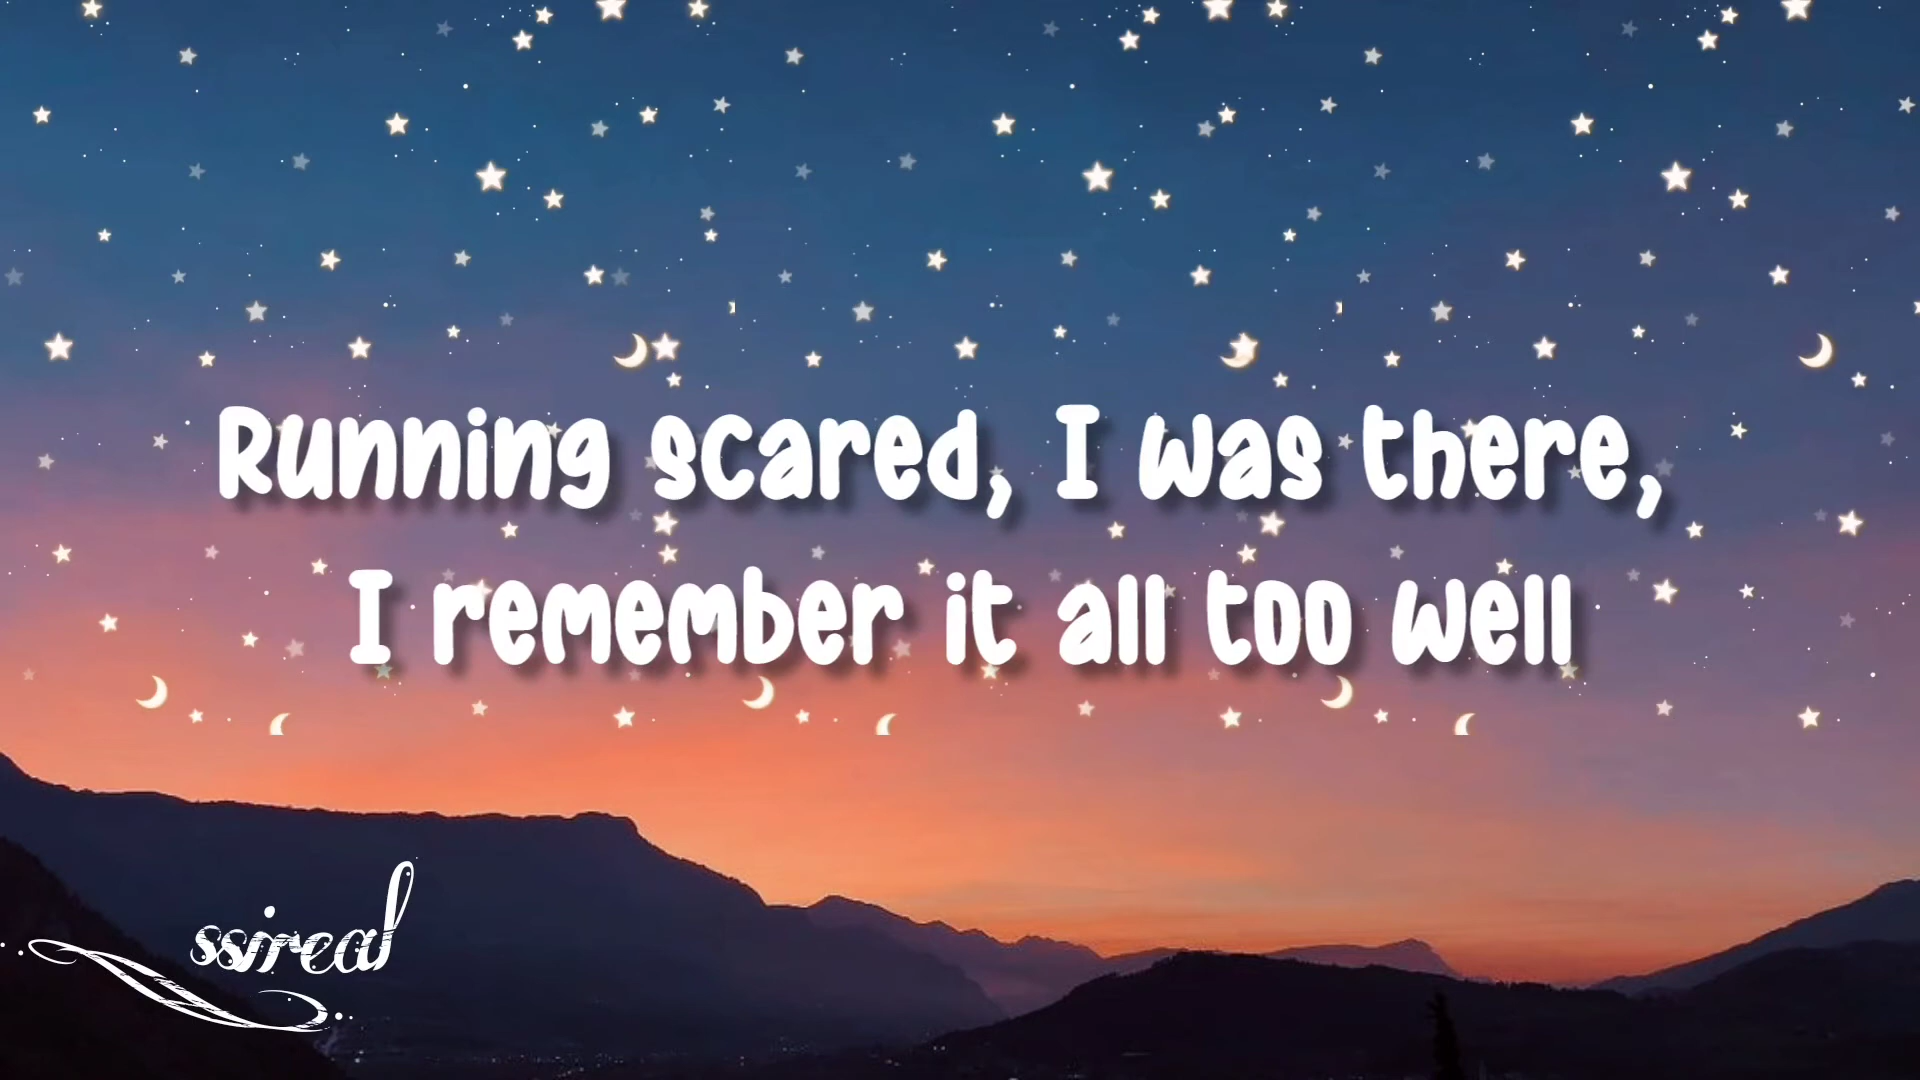 Running scared, I was there,
I remember it all too well
ssireal